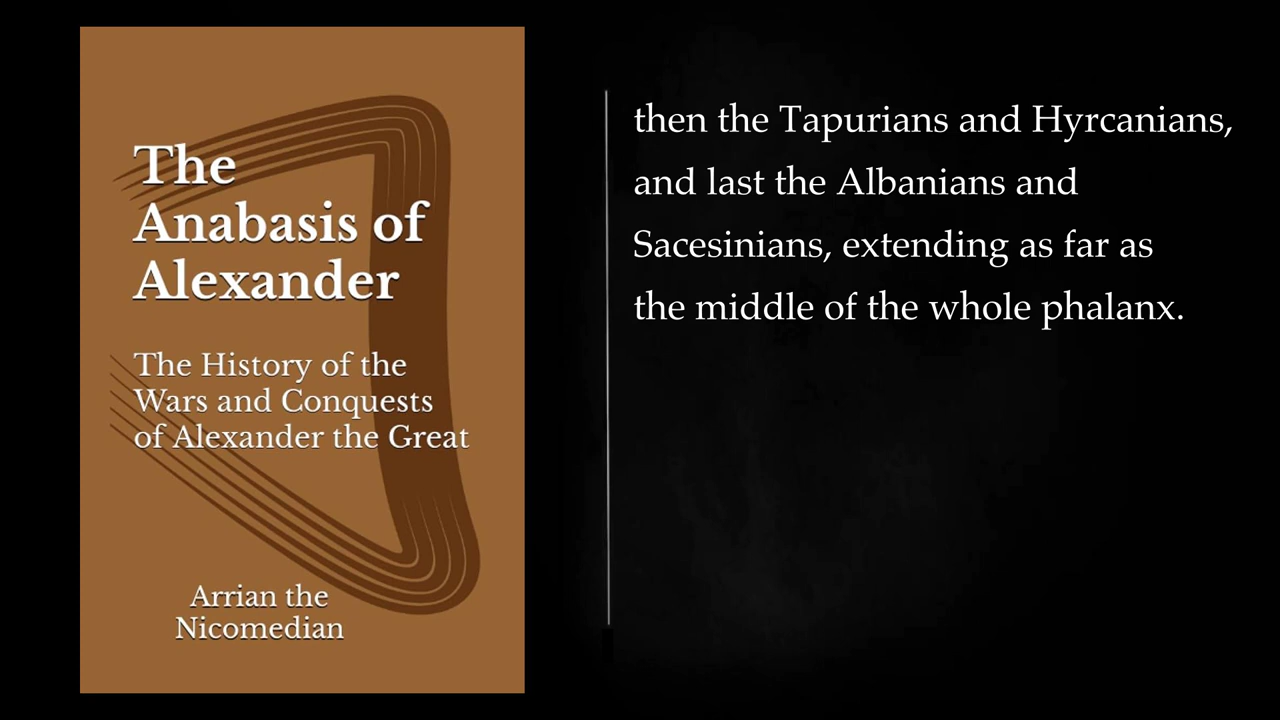 The
Anabasis of
Alexander
The History of the
Wars and Conquests
of Alexander the Great
Arrian the
Nicomedian
then the Tapurians and Hyrcanians,
and last the Albanians and
Sacesinians, extending as far as
the middle of the whole phalanx.